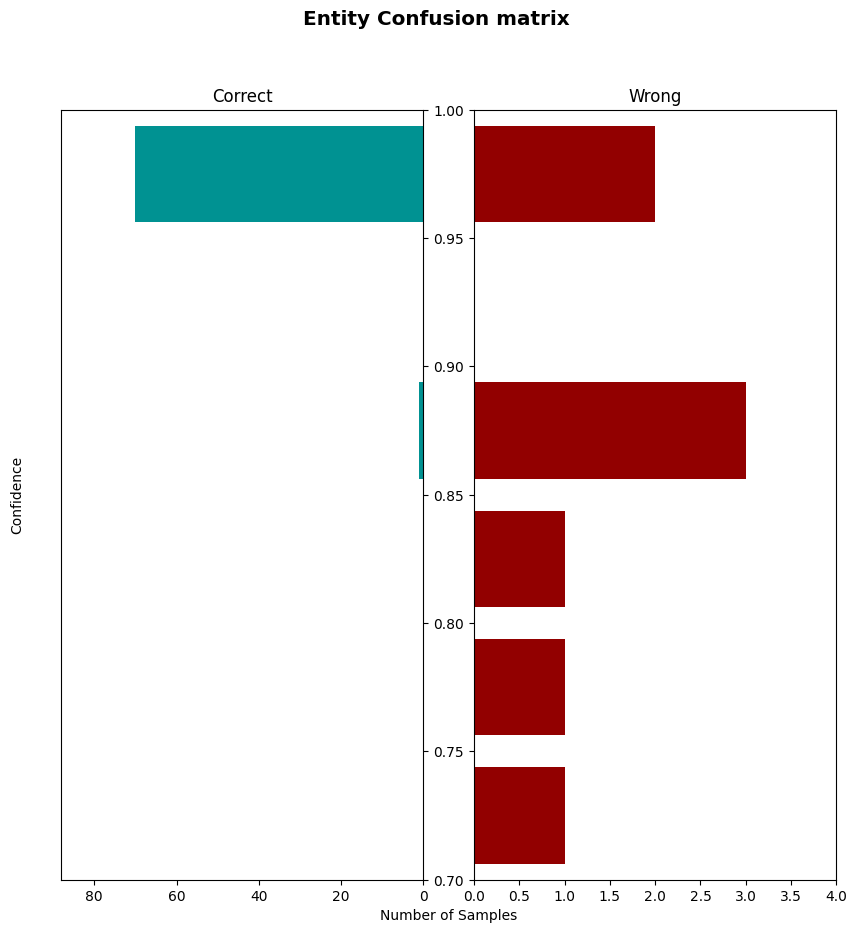 Entity Confusion matrix
Correct
Wrong
1.00
0.95
0.90
0.85
0.80
0.75
0.70
Confidence
80 60 40 20 0
0.0 0.5 1.0 1.5 2.0 2.5 3.0 3.5 4.0
Number of Samples